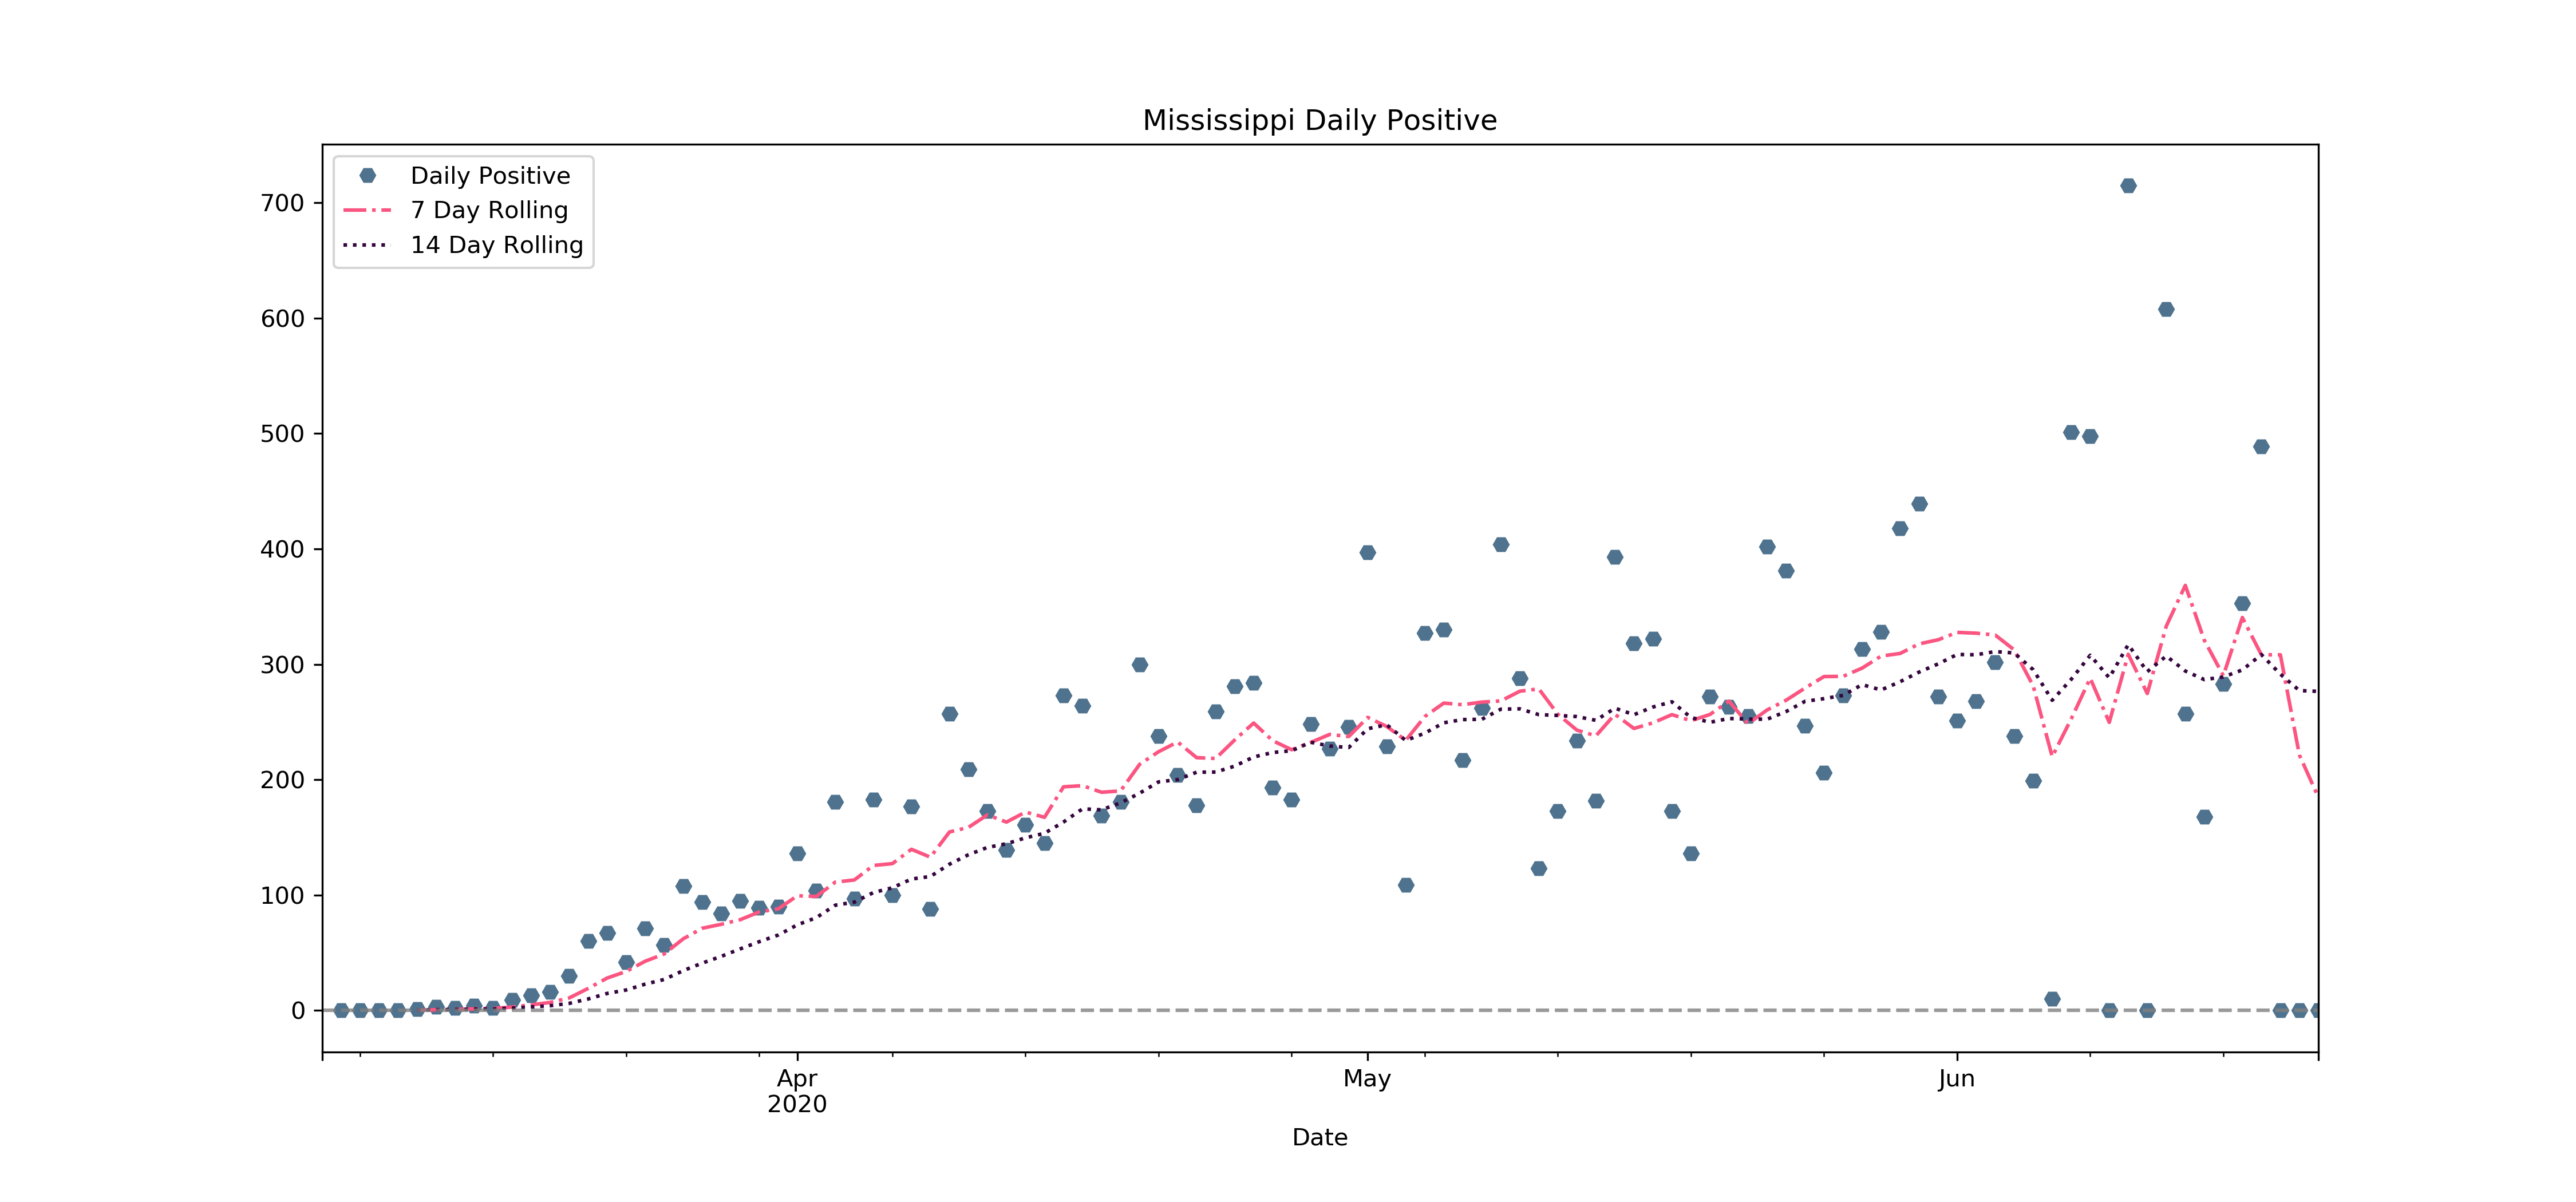 Mississippi Daily Positive
Daily Positive
7 Day Rolling
14 Day Rolling
700
600
500
400
300
200
100
0
Apr
2020
May
Jun
Date